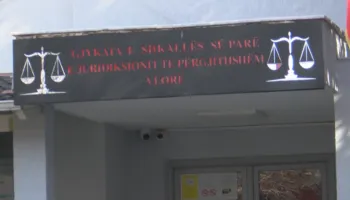 GJYKATA E SHKALLËS SË PARË
E JURIDIKSIONIT TË PËRGJITHSHËM
VLORË